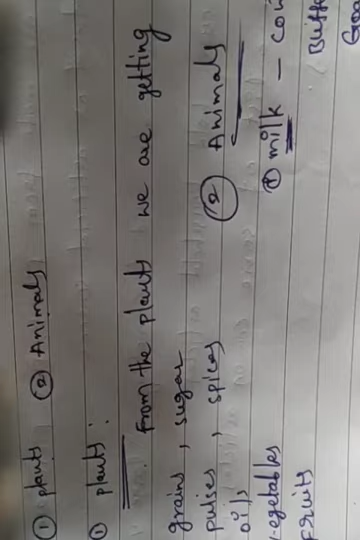 ① plants ② Animals
① plants :
From the plants we are getting
grains, sugar
pulses, spices
oils
vegetables
Fruits
② Animals
① milk -